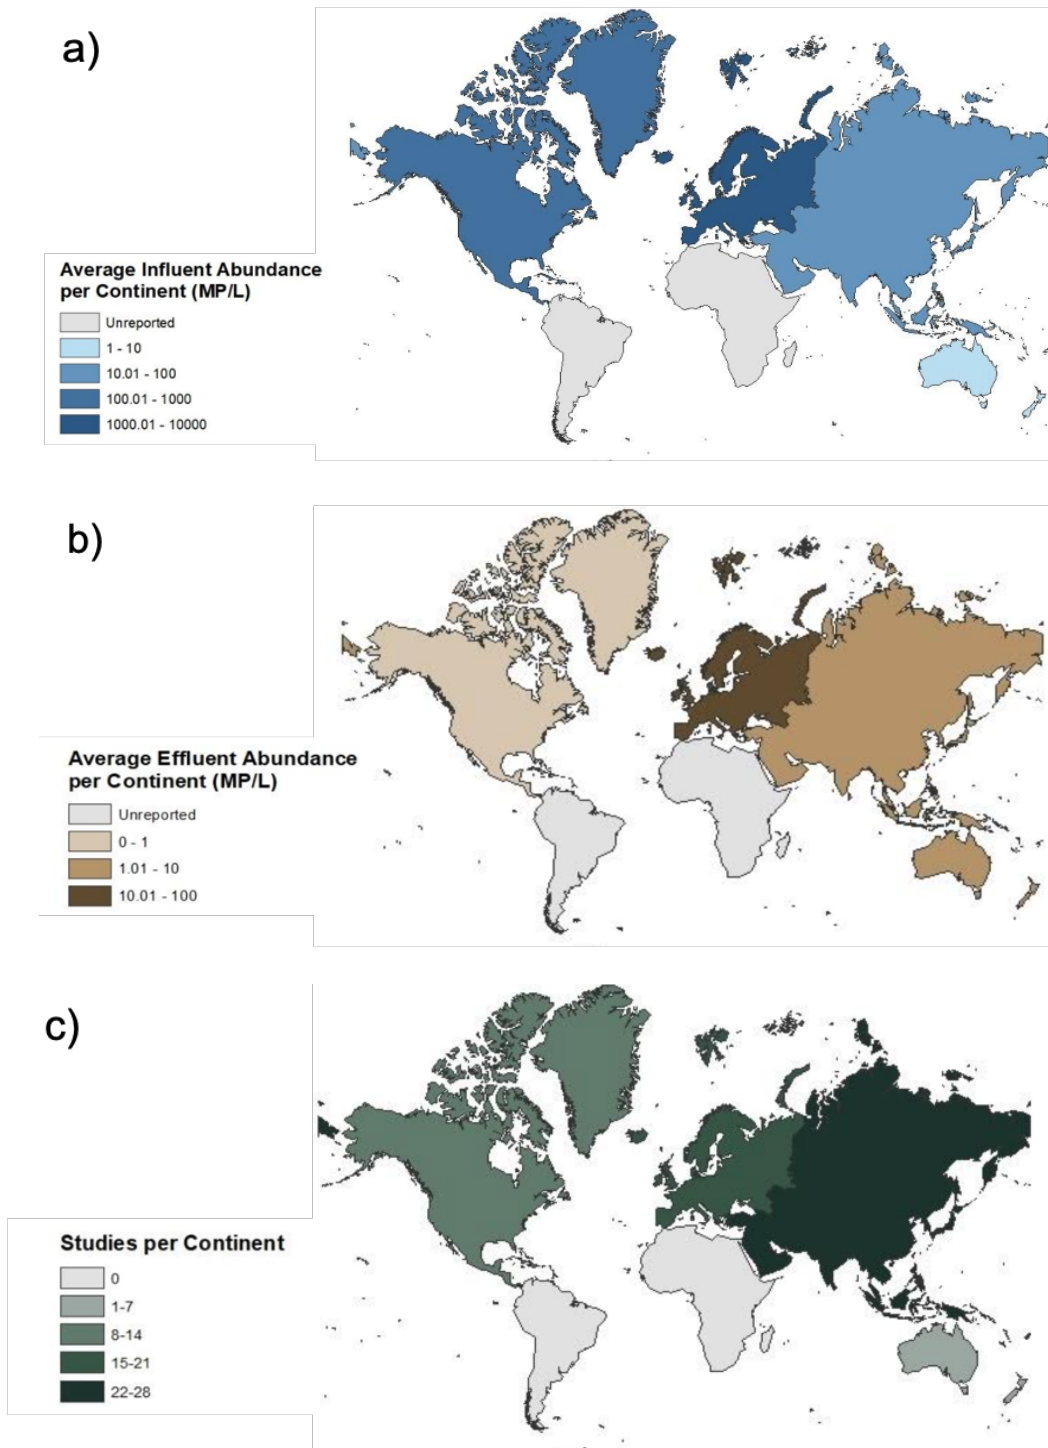 a)
Average Influent Abundance
per Continent (MP/L)
Unreported
1 - 10
10.01 - 100
100.01 - 1000
1000.01 - 10000
b)
Average Effluent Abundance
per Continent (MP/L)
Unreported
0 - 1
1.01 - 10
10.01 - 100
c)
Studies per Continent
0
1-7
8-14
15-21
22-28